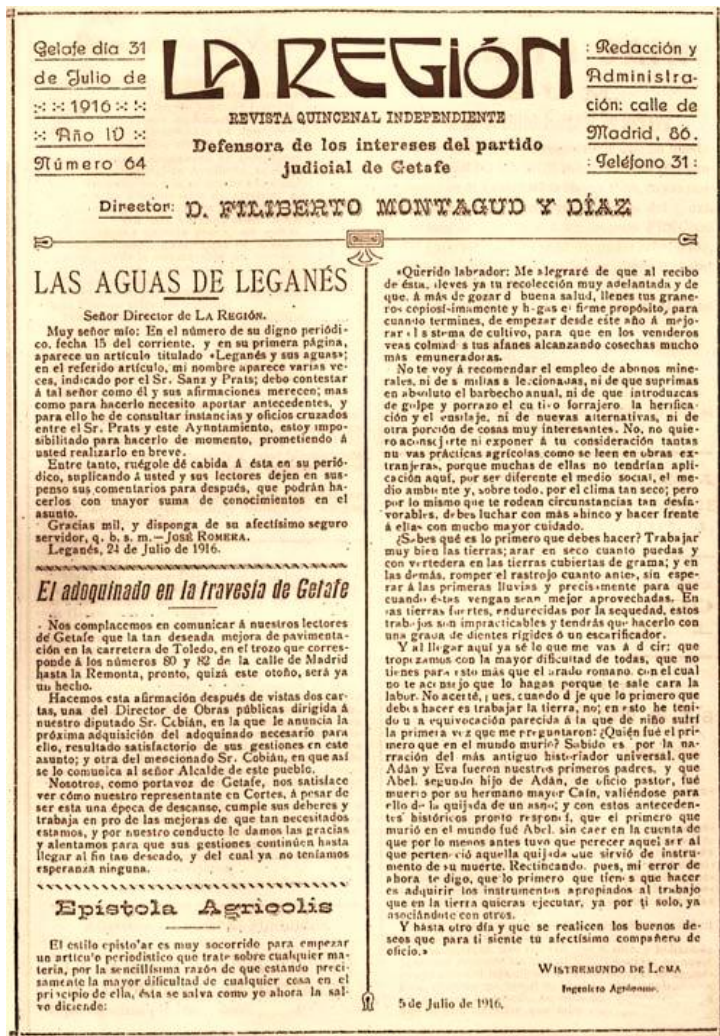 Getafe día 31
de Julio de
1916
Año IV
Número 64
LA REGIÓN
REVISTA QUINCENAL INDEPENDIENTE
Defensora de los intereses del partido
judicial de Getafe
: Redacción y
Administra-
ción: calle de
Madrid, 86.
: Teléfono 31 :
Director: D. FILIBERTO MONTAGUD Y DÍAZ
LAS AGUAS DE LEGANÉS
Señor Director de LA REGIÓN.
Muy señor mío: En el número de su digno periódi-
co, fecha 15 del corriente, y en su primera página,
aparece un artículo titulado «Leganés y sus aguas»;
en el referido artículo, mi nombre aparece varias ve-
ces, indicado por el Sr. Sanz y Prats; debo contestar
á tal señor como él y sus afirmaciones merecen; mas
como para hacerlo necesito aportar antecedentes, y
para ello he de consultar instancias y oficios cruzados
entre el Sr. Prats y este Ayuntamiento, estoy impo-
sibilitado para hacerlo de momento, prometiendo á
usted realizarlo en breve.
Entre tanto, ruégole dé cabida á ésta en su perió-
dico, suplicando á usted y sus lectores dejen en sus-
penso sus comentarios para después, que podrán ha-
cerlos con mayor suma de conocimientos en el
asunto.
Gracias mil, y disponga de su afectísimo seguro
servidor, q. b. s. m.—JOSÉ ROMERA.
Leganés, 24 de Julio de 1916.
El adoquinado en la travesía de Getafe
Nos complacemos en comunicar á nuestros lectores
de Getafe que la tan deseada mejora de pavimenta-
ción en la carretera de Toledo, en el trozo que corres-
ponde á los números 80 y 82 de la calle de Madrid
hasta la Remonta, pronto, quizá este otoño, será ya
un hecho.
Hacemos esta afirmación después de vistas dos car-
tas, una del Director de Obras públicas dirigida á
nuestro diputado Sr. Cobián, en la que le anuncia la
próxima adquisición del adoquinado necesario para
ello, resultado satisfactorio de sus gestiones en este
asunto; y otra del mencionado Sr. Cobián, en que así
se lo comunica al señor Alcalde de este pueblo.
Nosotros, como portavoz de Getafe, nos satisface
ver cómo nuestro representante en Cortes, á pesar de
ser esta una época de descanso, cumple sus deberes y
trabaja en pro de las mejoras de que tan necesitados
estamos, y por nuestro conducto le damos las gracias
y alentamos para que sus gestiones continúen hasta
llegar al fin tan deseado, y del cual ya no teníamos
esperanza ninguna.
Epístola Agrícolis
El estilo epistolar es muy socorrido para empezar
un artículo periodístico que trate sobre cualquier ma-
teria, por la sencillísima razón de que estando preci-
samente la mayor dificultad de cualquier cosa en el
principio de ella, ésta se salva como yo ahora la sal-
vo diciendo:
«Querido labrador: Me alegraré de que al recibo
de ésta, lleves ya tu recolección muy adelantada y de
que, á más de gozar d buena salud, llenes tus grane-
ros copiosísimamente y hagas el firme propósito, para
cuando termines, de empezar desde este año á mejo-
rar el sistema de cultivo, para que en los venideros
veas colmados tus afanes alcanzando cosechas mucho
más emuneradoras.
No te voy á recomendar el empleo de abonos mine-
rales, ni de s millas s leccionadas, ni de que suprimas
en absoluto el barbecho anual, ni de que introduzcas
de golpe y porrazo el cultivo forrajero, la henifica-
ción y el ensilaje, ni de nuevas alternativas, ni de
otra porción de cosas muy interesantes. No, no quie-
ro aconsejarte ni exponer á tu consideración tantas
nuevas prácticas agrícolas como se leen en obras ex-
tranjeras, porque muchas de ellas no tendrían apli-
cación aquí, por ser diferente el medio social, el me-
dio ambiente y, sobre todo, por el clima tan seco; pero
por lo mismo que te rodean circunstancias tan desfa-
vorables, debes luchar con más ahinco y hacer frente
á ellas con mucho mayor cuidado.
¿Sabes qué es lo primero que debes hacer? Trabajar
muy bien las tierras; arar en seco cuanto puedas y
con vertedera en las tierras cubiertas de grama; y en
las demás, romper el rastrojo cuanto antes, sin espe-
rar á las primeras lluvias y precisamente para que
cuando éstas vengan sean mejor aprovechadas. En
las tierras fuertes, endurecidas por la sequedad, estos
trabajos son impracticables y tendrás que hacerlo con
una grada de dientes rígidos ó un escarificador.
Y al llegar aquí ya sé lo que me vas á d cir: que
tropezamos con la mayor dificultad de todas, que no
tienes para esto más que el arado romano, con el cual
no te aconsejo que lo hagas porque te sale cara la
labor. No acerté, pues, cuando d je que lo primero que
debes hacer es trabajar la tierra, no; en esto he teni-
do una equivocación parecida á la que de niño sufrí
la primera vez que me preguntaron: ¿Quién fué el pri-
mero que en el mundo murió? Sabido es por la na-
rración del más antiguo historiador universal, que
Adán y Eva fueron nuestros primeros padres, y que
Abel, segundo hijo de Adán, de oficio pastor, fué
muerto por su hermano mayor Caín, valiéndose para
ello de la quijada de un asno; y con estos anteceden-
tes históricos pronto respondí, que el primero que
murió en el mundo fué Abel, sin caer en la cuenta de
que por lo menos antes tuvo que perecer aquel ser al
que perteneció aquella quijada que sirvió de instru-
mento de su muerte. Rectificando, pues, mi error de
ahora te digo, que lo primero que tienes que hacer
es adquirir los instrumentos apropiados al trabajo
que en la tierra quieras ejecutar, ya por ti solo, ya
asociándote con otros.
Y hasta otro día y que se realicen los buenos de-
seos que para ti siente tu afectísimo compañero de
oficio.»
WISTREMUNDO DE LOMA
Ingeniero Agrónomo.
5 de Julio de 1916.